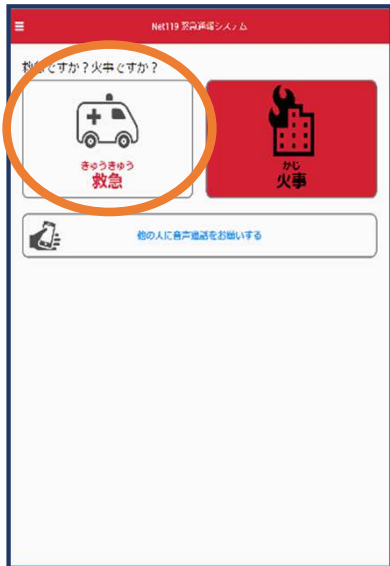 Net119 緊急通報システム
救急ですか？火事ですか？
きゅうきゅう
救急
かじ
火事
他の人に音声通話をお願いする